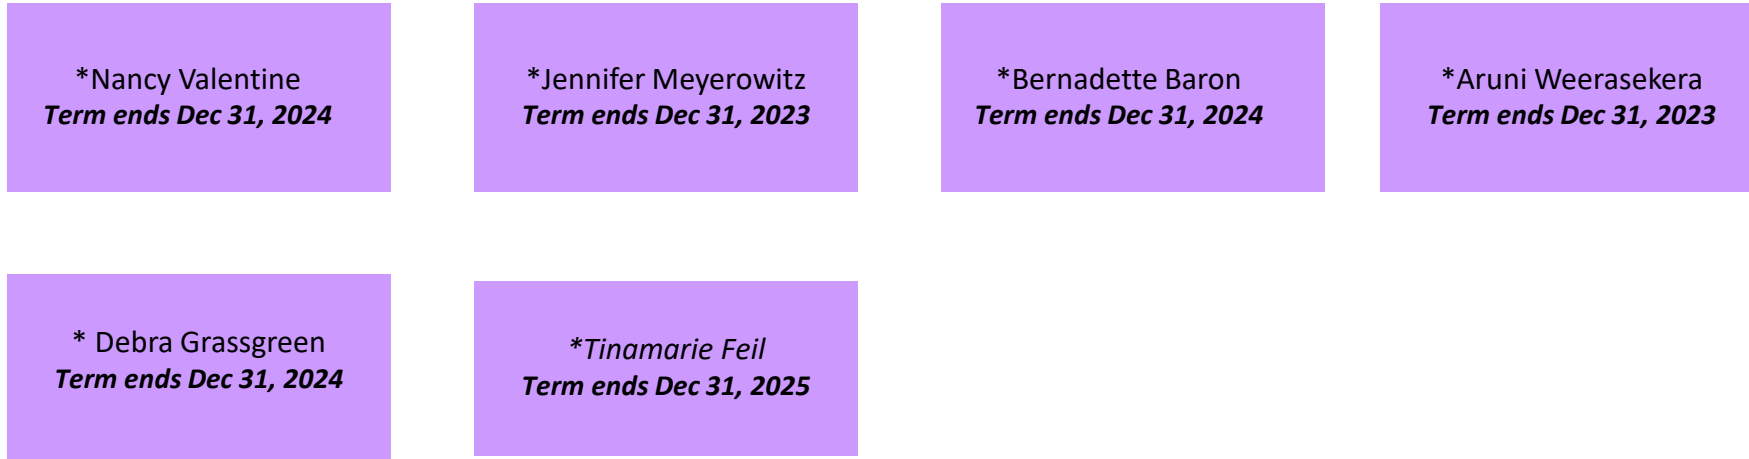 *Nancy Valentine
Term ends Dec 31, 2024
*Jennifer Meyerowitz
Term ends Dec 31, 2023
*Bernadette Baron
Term ends Dec 31, 2024
*Aruni Weerasekera
Term ends Dec 31, 2023
* Debra Grassgreen
Term ends Dec 31, 2024
*Tinamarie Feil
Term ends Dec 31, 2025